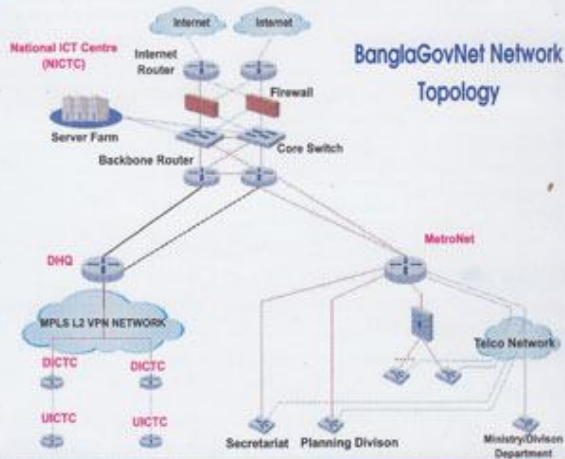 Internet
Internet
National ICT Centre
(NICTC)
Internet
Router
BanglaGovNet Network
Topology
Firewall
Server Farm
Core Switch
Backbone Router
MetroNet
DHQ
MPLS L2 VPN NETWORK
Telco Network
DICTC
DICTC
UICTC
UICTC
Secretariat
Planning Divison
Ministry/Divison
Department